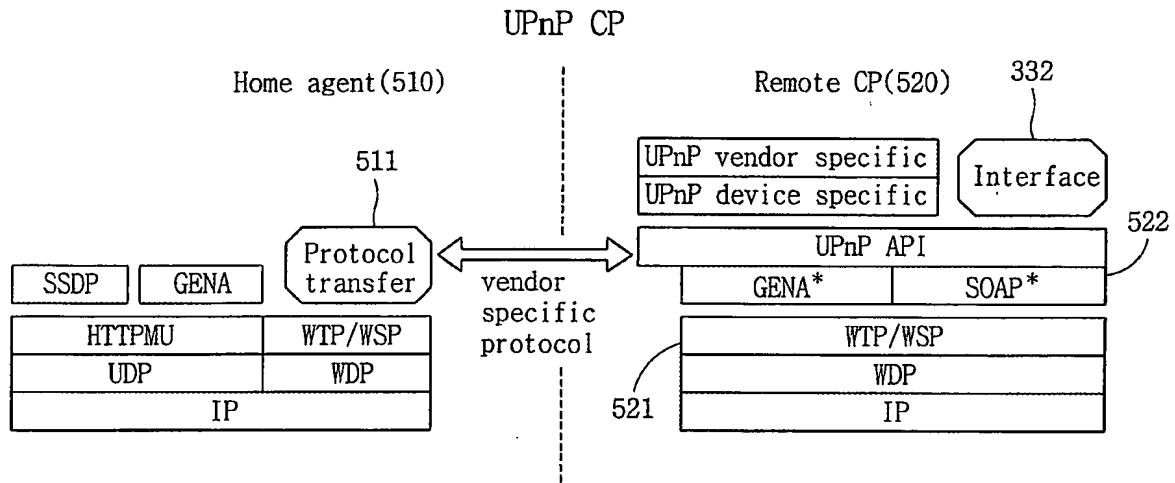 UPnP CP
Home agent(510)
Remote CP(520)
332
511
UPnP vendor specific
UPnP device specific
Interface
522
Protocol
transfer
UPnP API
SSDP
GENA
vendor
specific
protocol
GENA*
SOAP*
HTTPMU
WTP/WSP
WTP/WSP
UDP
WDP
WDP
521
IP
IP